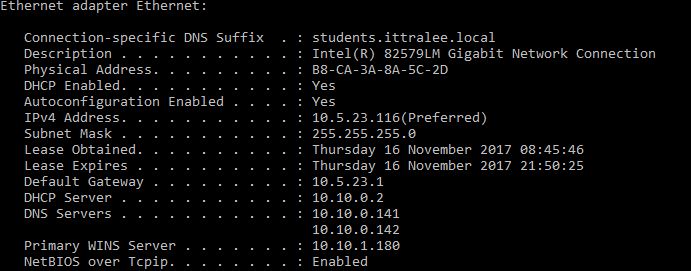 Ethernet adapter Ethernet:
Connection-specific DNS Suffix  . : students.ittralee.local
Description . . . . . . . . . . . : Intel(R) 82579LM Gigabit Network Connection
Physical Address. . . . . . . . . : B8-CA-3A-8A-5C-2D
DHCP Enabled. . . . . . . . . . . : Yes
Autoconfiguration Enabled . . . . : Yes
IPv4 Address. . . . . . . . . . . : 10.5.23.116(Preferred)
Subnet Mask . . . . . . . . . . . : 255.255.255.0
Lease Obtained. . . . . . . . . . : Thursday 16 November 2017 08:45:46
Lease Expires . . . . . . . . . . : Thursday 16 November 2017 21:50:25
Default Gateway . . . . . . . . . : 10.5.23.1
DHCP Server . . . . . . . . . . . : 10.10.0.2
DNS Servers . . . . . . . . . . . : 10.10.0.141
10.10.0.142
Primary WINS Server . . . . . . . : 10.10.1.180
NetBIOS over Tcpip. . . . . . . . : Enabled